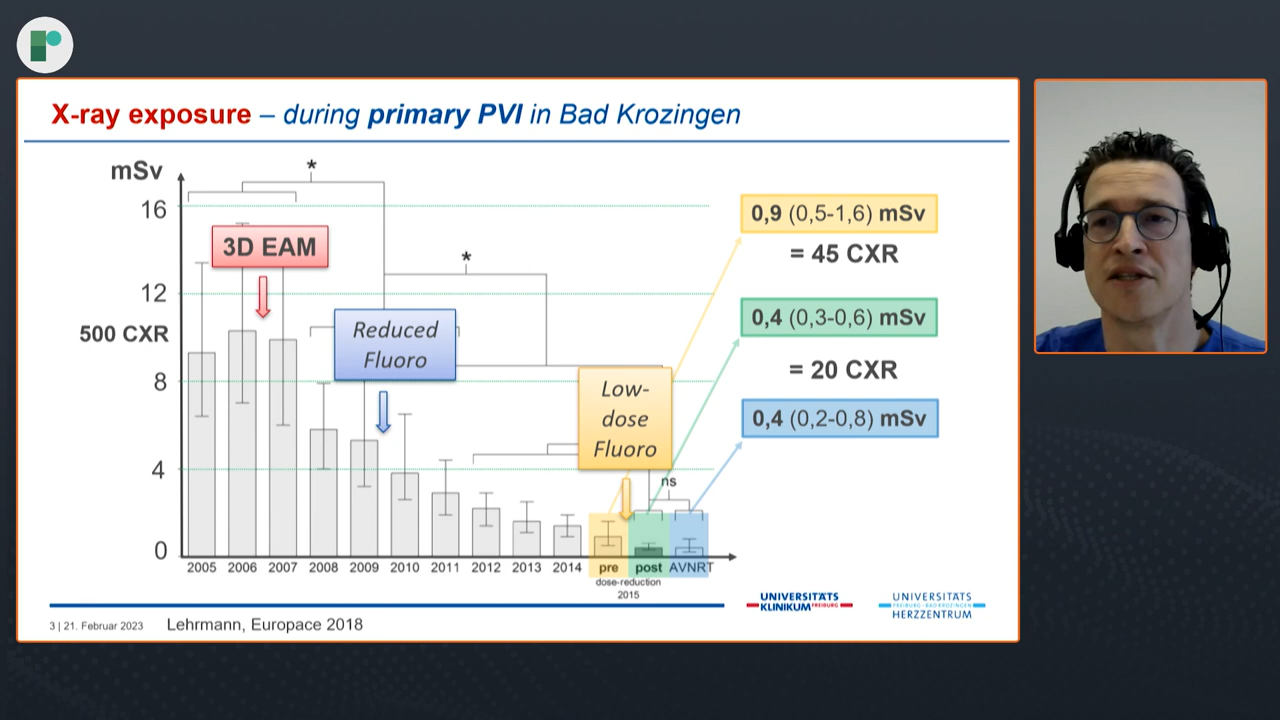 X-ray exposure – during primary PVI in Bad Krozingen
mSv
*
16
3D EAM
*
12
500 CXR
Reduced
Fluoro
8
Low-
dose
Fluoro
4
ns
0
2005 2006 2007 2008 2009 2010 2011 2012 2013 2014 pre post AVNRT
dose-reduction
2015
0,9 (0,5-1,6) mSv
= 45 CXR
0,4 (0,3-0,6) mSv
= 20 CXR
0,4 (0,2-0,8) mSv
UNIVERSITÄTS
KLINIKUM FREIBURG
UNIVERSITÄTS
FREIBURG · BAD KROZINGEN
HERZZENTRUM
3 | 21. Februar 2023 Lehrmann, Europace 2018